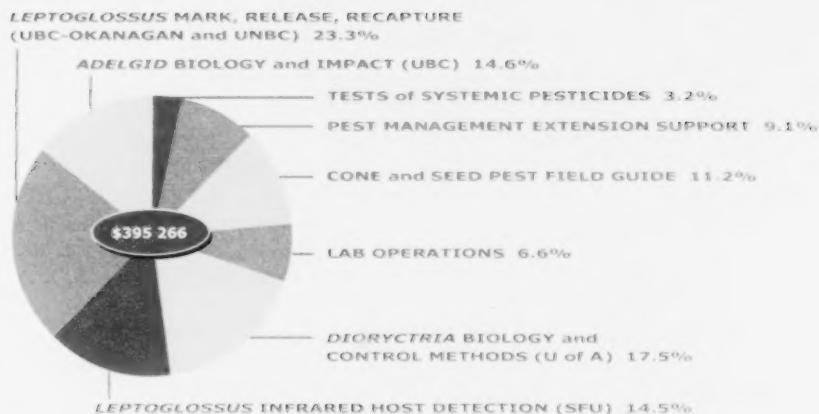 LEPTOGLOSSUS MARK, RELEASE, RECAPTURE
(UBC-OKANAGAN and UNBC) 23.3%
ADELGID BIOLOGY and IMPACT (UBC) 14.6%
TESTS of SYSTEMIC PESTICIDES 3.2%
PEST MANAGEMENT EXTENSION SUPPORT 9.1%
CONE and SEED PEST FIELD GUIDE 11.2%
$395 266
LAB OPERATIONS 6.6%
DIORYCTRIA BIOLOGY and
CONTROL METHODS (U of A) 17.5%
LEPTOGLOSSUS INFRARED HOST DETECTION (SFU) 14.5%